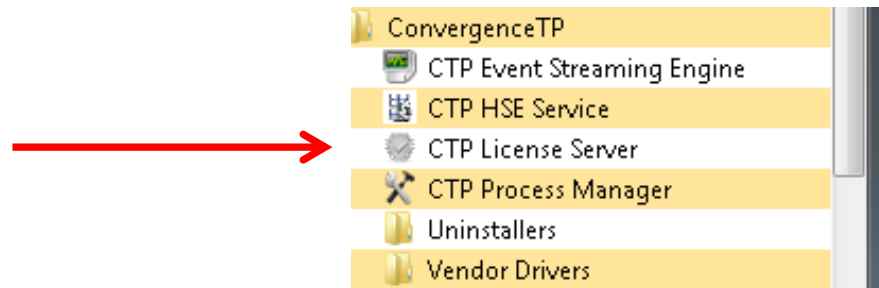 ConvergenceTP
CTP Event Streaming Engine
CTP HSE Service
CTP License Server
CTP Process Manager
Uninstallers
Vendor Drivers